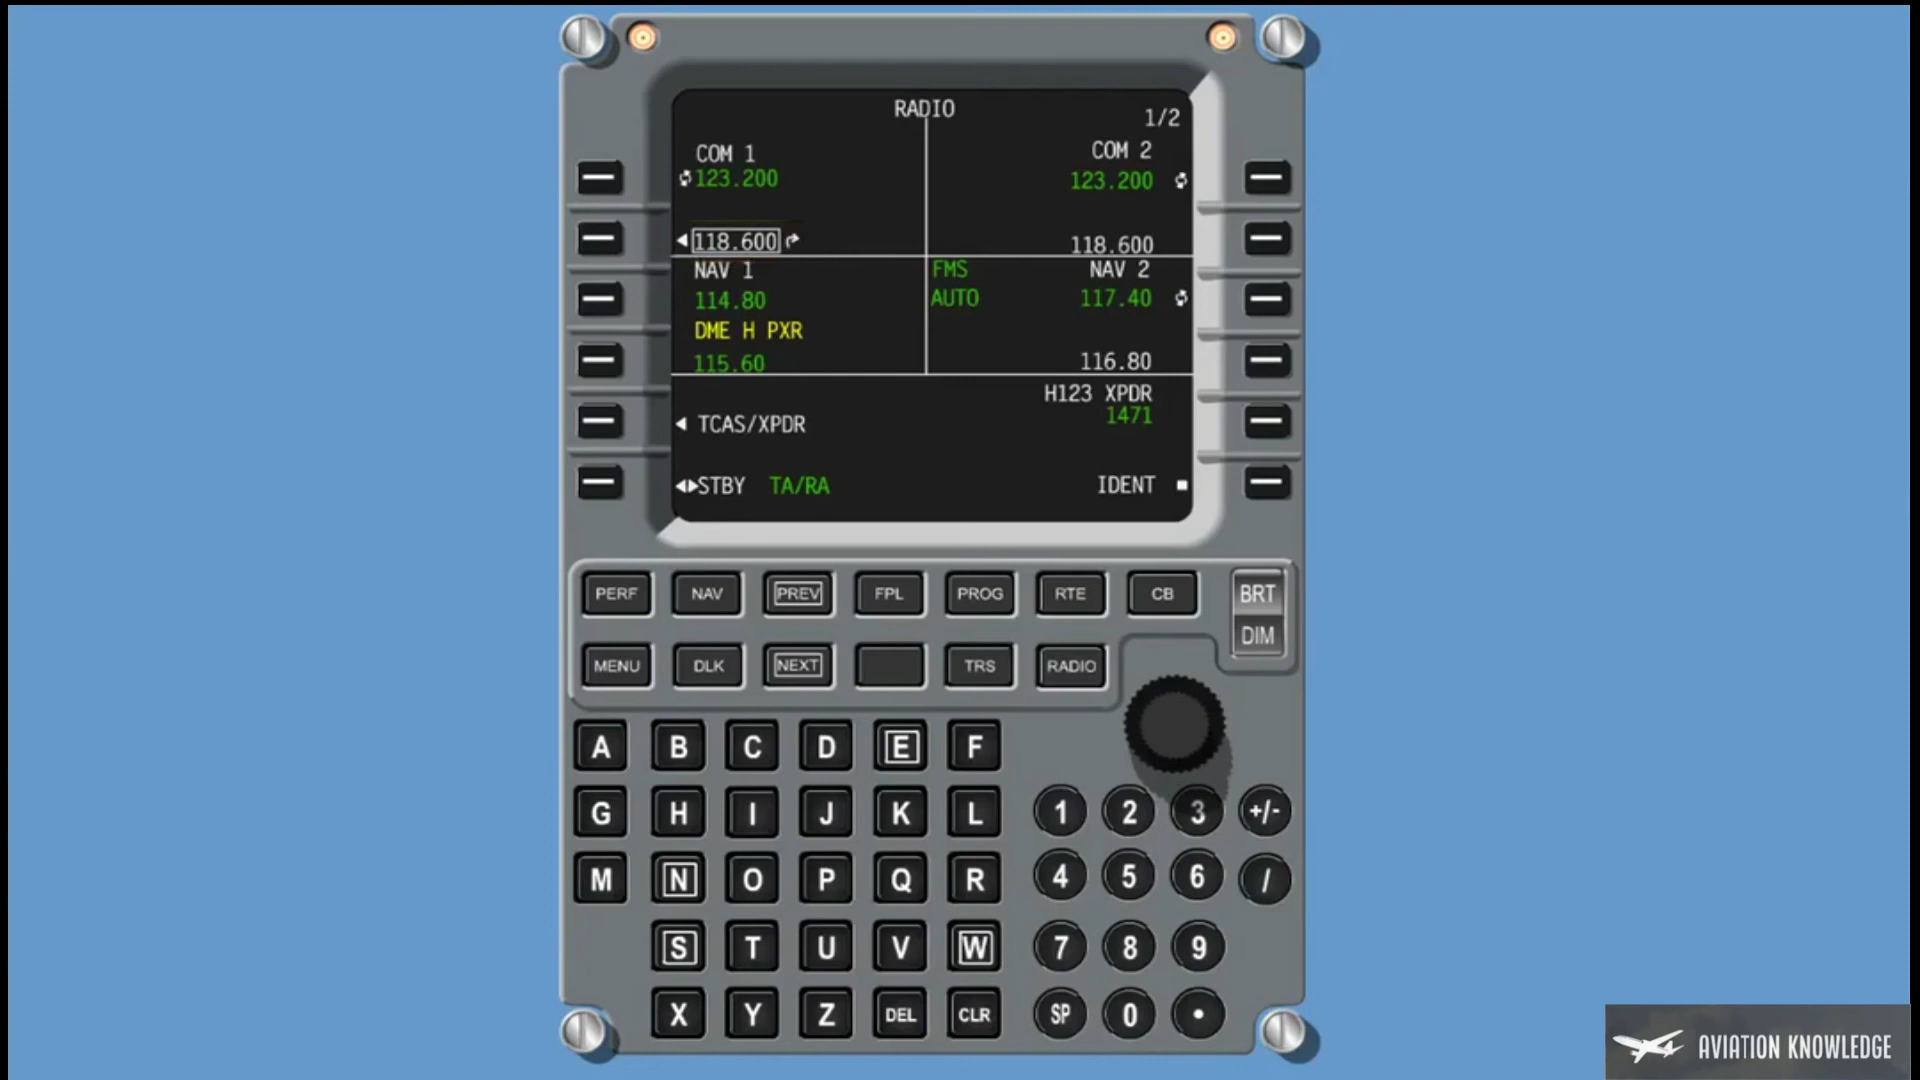 RADIO
1/2
COM 1
COM 2
123.200
123.200
118.600
118.600
NAV 1
FMS
NAV 2
114.80
AUTO
117.40
DME H PXR
115.60
116.80
H123 XPDR
1471
TCAS/XPDR
STBY TA/RA
IDENT
PERF NAV PREV FPL PROG RTE CB BRT
DIM
MENU DLK NEXT TRS RADIO
A B C D E F
G H I J K L 1 2 3 +/-
M N O P Q R 4 5 6 /
S T U V W 7 8 9
X Y Z DEL CLR SP 0 •
AVIATION KNOWLEDGE